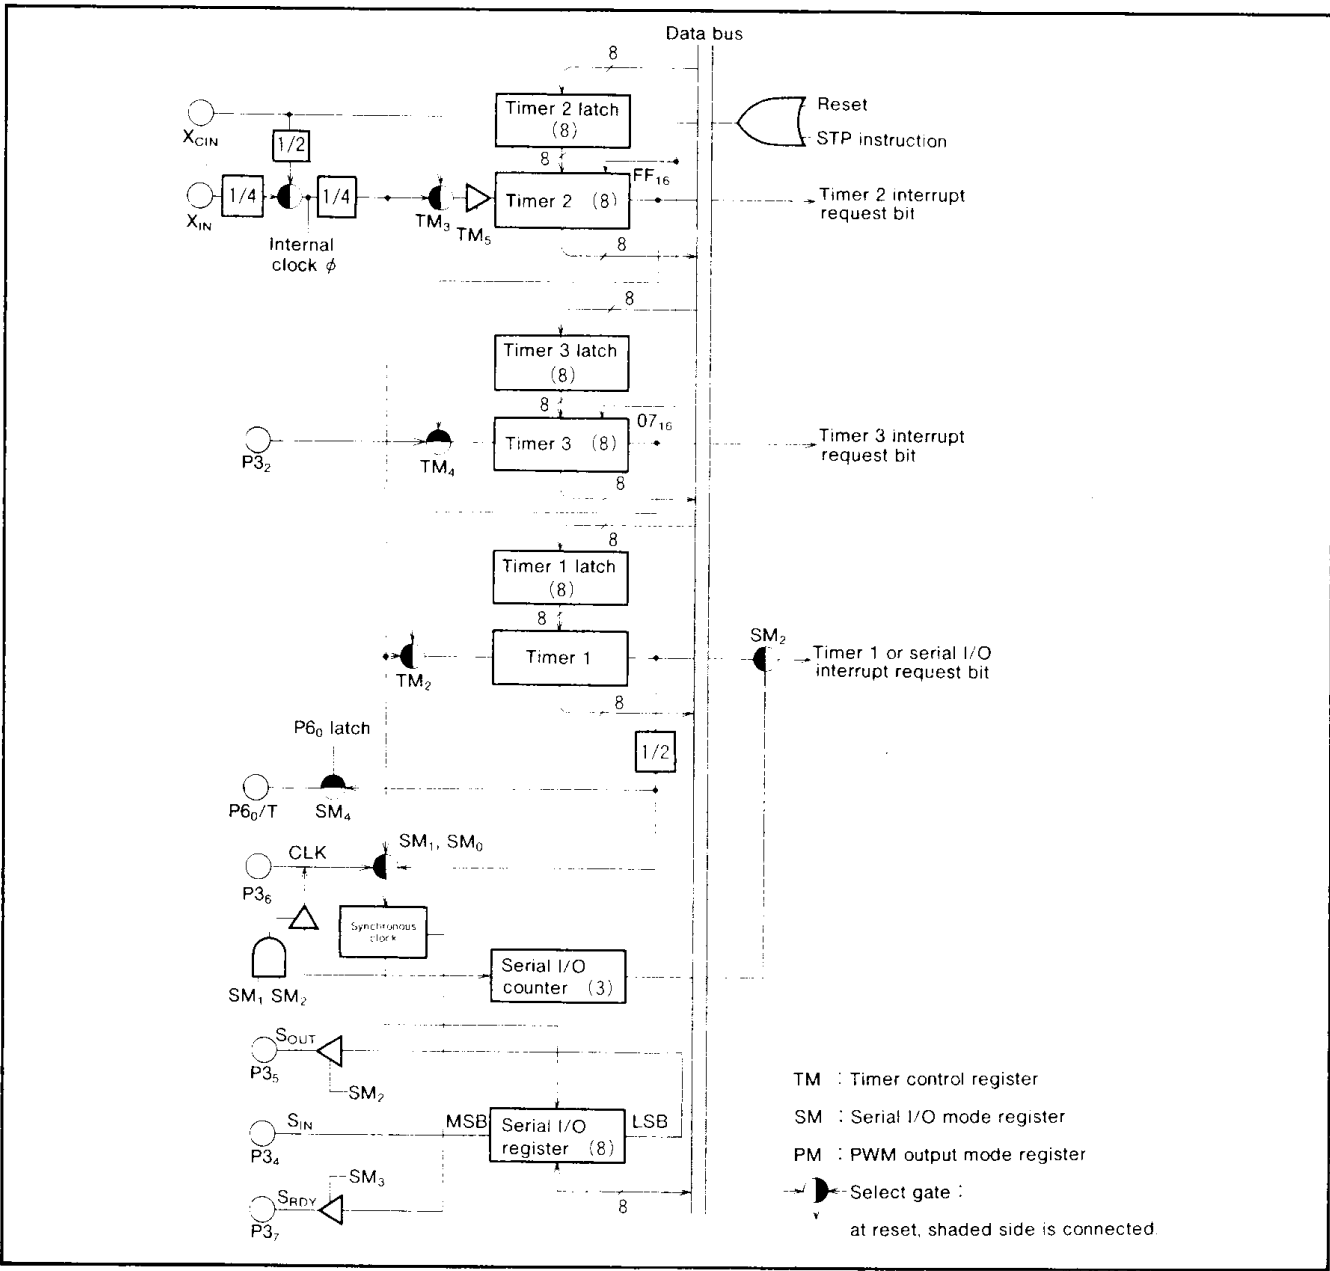 Data bus
8
Timer 2 latch
(8)
Reset
STP instruction
X_CIN
1/2
8
FF₁₆
1/4
1/4
Timer 2 (8)
Timer 2 interrupt
request bit
X_IN
TM₃
TM₅
Internal
clock ϕ
8
8
Timer 3 latch
(8)
8
07₁₆
Timer 3 (8)
Timer 3 interrupt
request bit
P3₂
TM₄
8
8
Timer 1 latch
(8)
8
SM₂
Timer 1
Timer 1 or serial I/O
interrupt request bit
TM₂
8
P6₀ latch
1/2
P6₀/T
SM₄
SM₁, SM₀
CLK
P3₆
Synchronous
clock
Serial I/O
counter (3)
SM₁ SM₂
S_OUT
P3₅
SM₂
S_IN
MSB
Serial I/O
register (8)
LSB
P3₄
SM₃
S_RDY
8
P3₇
TM : Timer control register
SM : Serial I/O mode register
PM : PWM output mode register
Select gate :
at reset, shaded side is connected.